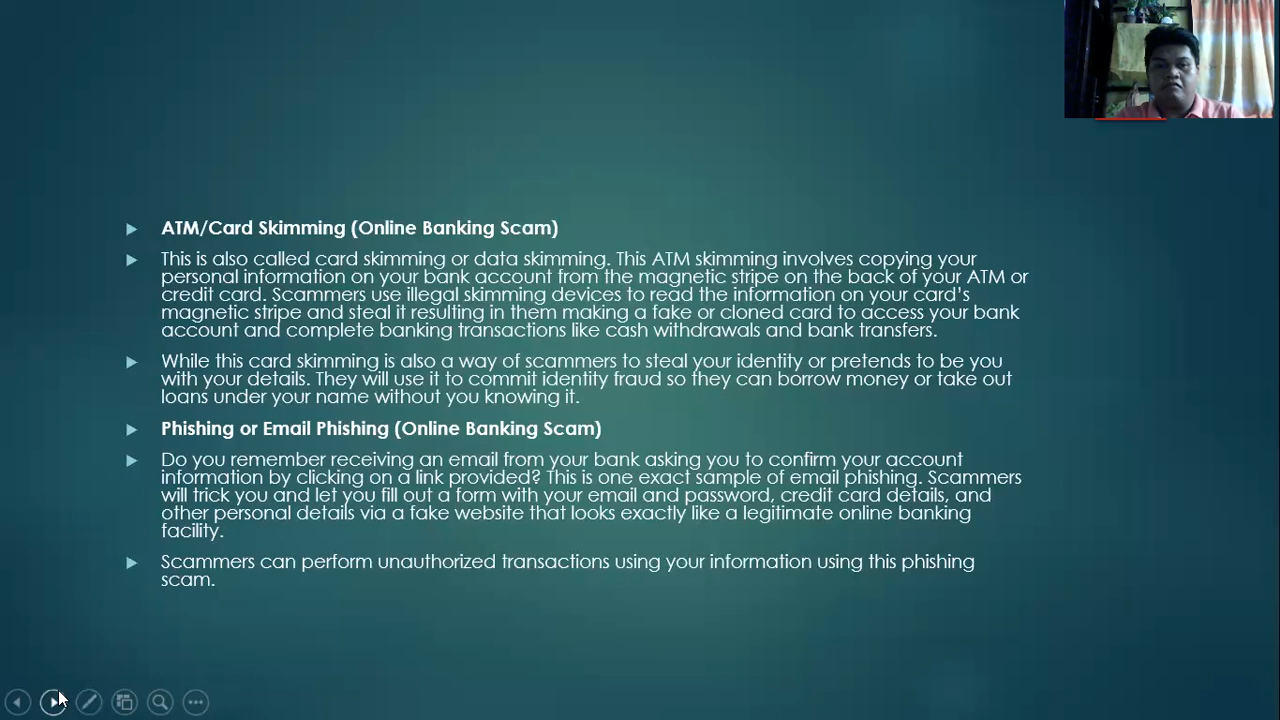 ATM/Card Skimming (Online Banking Scam)
This is also called card skimming or data skimming. This ATM skimming involves copying your
personal information on your bank account from the magnetic stripe on the back of your ATM or
credit card. Scammers use illegal skimming devices to read the information on your card's
magnetic stripe and steal it resulting in them making a fake or cloned card to access your bank
account and complete banking transactions like cash withdrawals and bank transfers.
While this card skimming is also a way of scammers to steal your identity or pretends to be you
with your details. They will use it to commit identity fraud so they can borrow money or take out
loans under your name without you knowing it.
Phishing or Email Phishing (Online Banking Scam)
Do you remember receiving an email from your bank asking you to confirm your account
information by clicking on a link provided? This is one exact sample of email phishing. Scammers
will trick you and let you fill out a form with your email and password, credit card details, and
other personal details via a fake website that looks exactly like a legitimate online banking
facility.
Scammers can perform unauthorized transactions using your information using this phishing
scam.